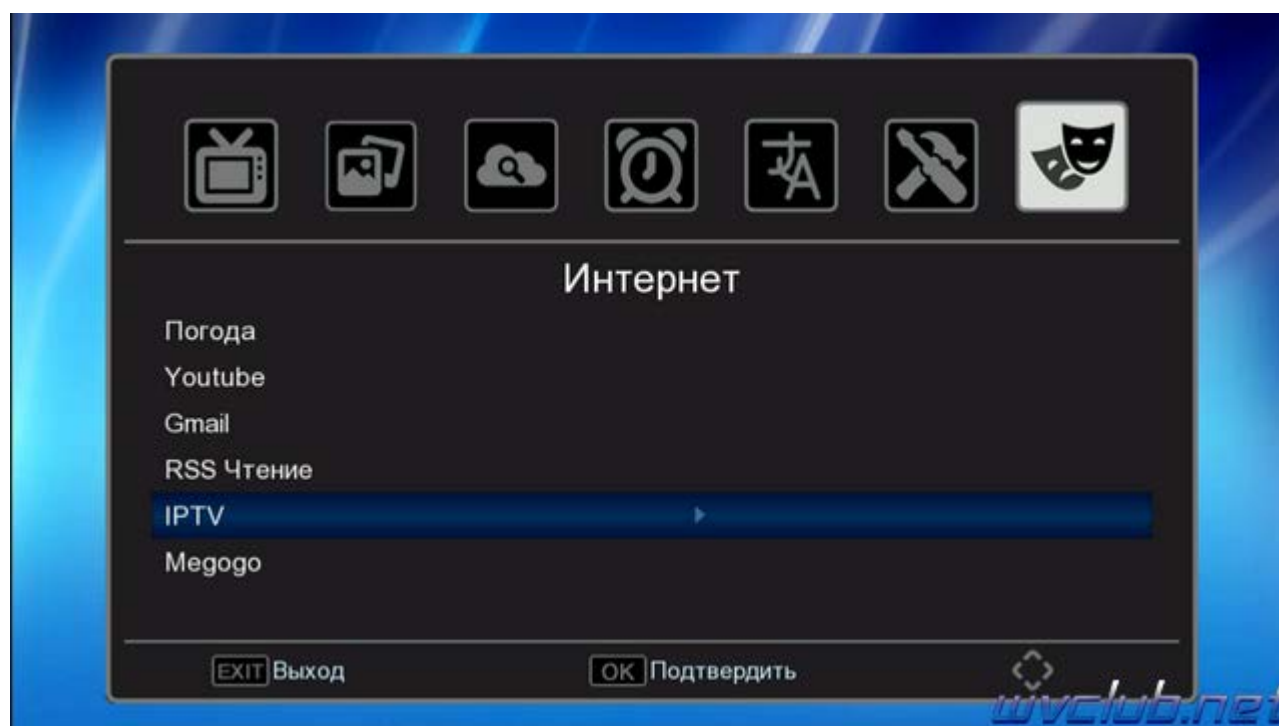 Интернет
Погода
Youtube
Gmail
RSS Чтение
IPTV
Megogo
EXIT Выход
OK Подтвердить
wvclub.net